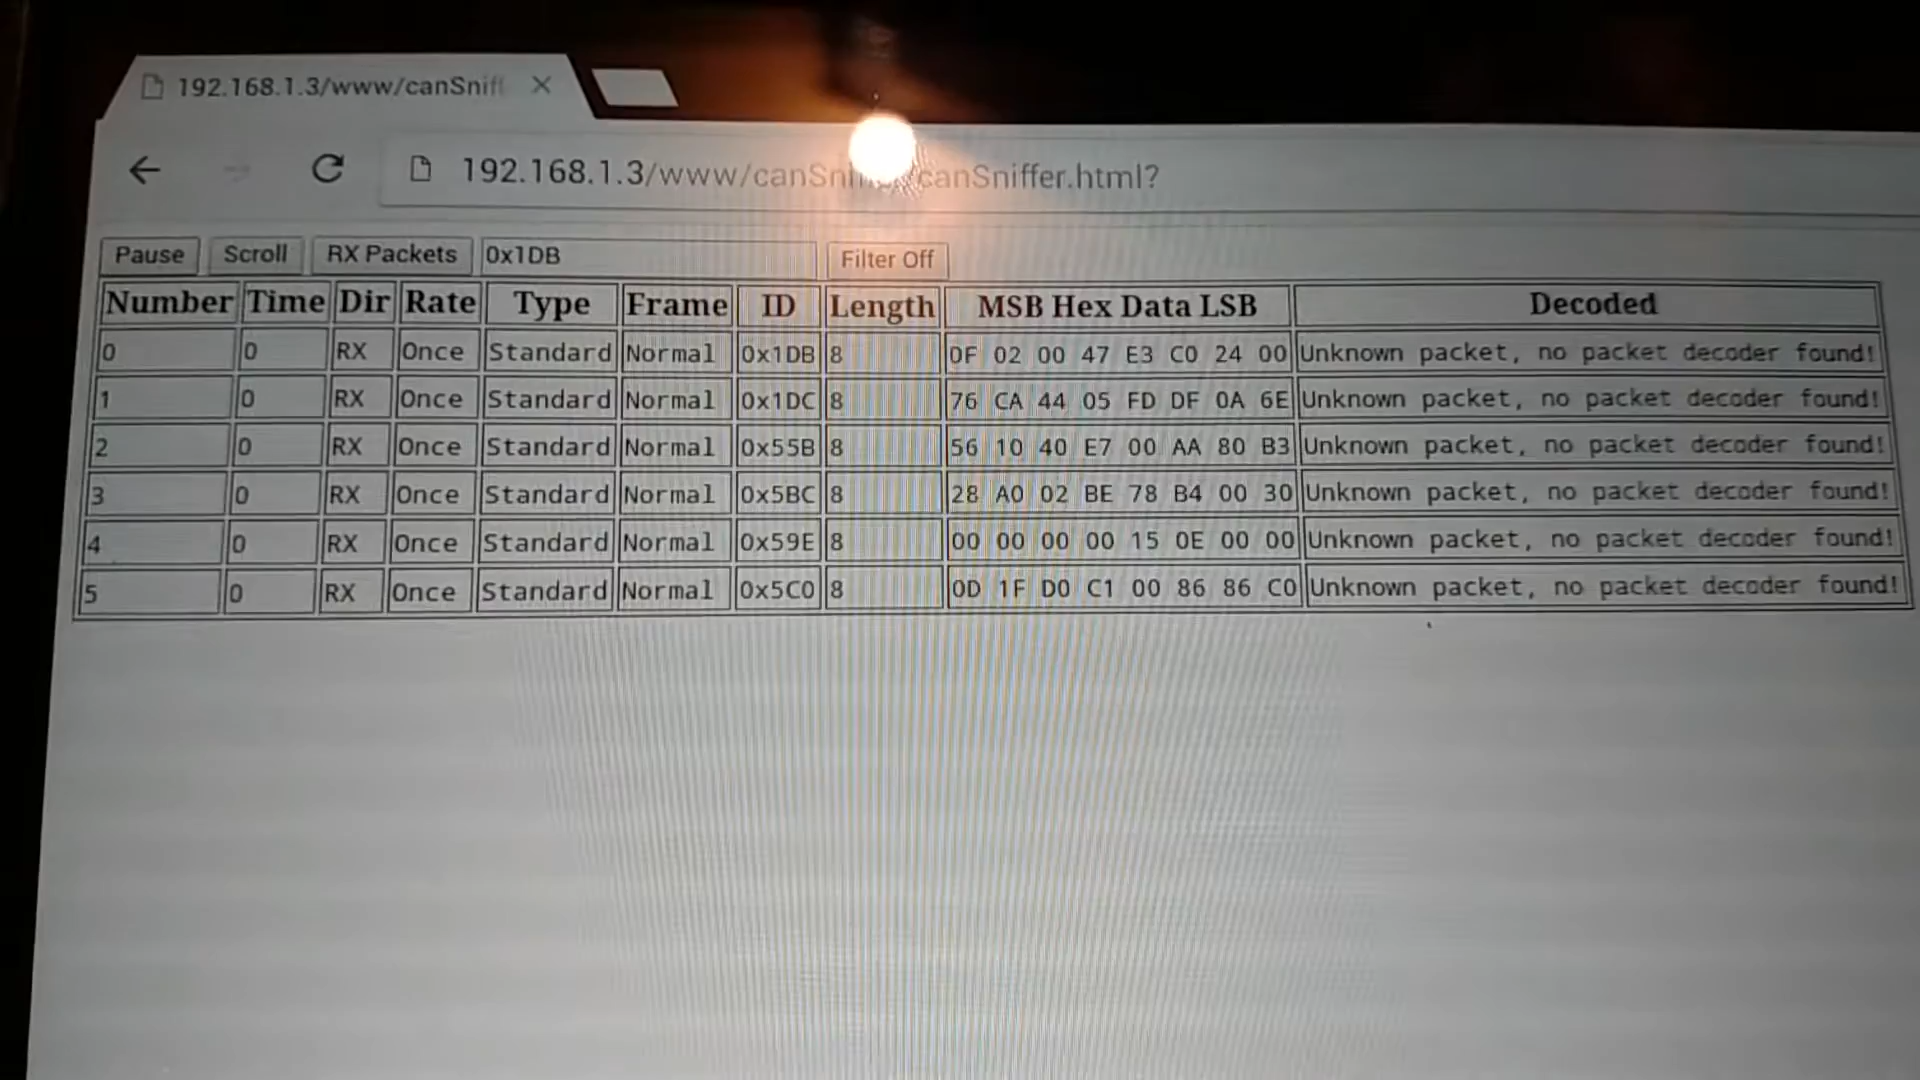 192.168.1.3/www/canSniff
192.168.1.3/www/canSni canSniffer.html?
Pause Scroll RX Packets 0x1DB Filter Off
Number Time Dir Rate Type Frame ID Length MSB Hex Data LSB Decoded
0 0 RX Once Standard Normal 0x1DB 8 0F 02 00 47 E3 C0 24 00 Unknown packet, no packet decoder found!
1 0 RX Once Standard Normal 0x1DC 8 76 CA 44 05 FD DF 0A 6E Unknown packet, no packet decoder found!
2 0 RX Once Standard Normal 0x55B 8 56 10 40 E7 00 AA 80 B3 Unknown packet, no packet decoder found!
3 0 RX Once Standard Normal 0x5BC 8 28 A0 02 BE 78 B4 00 30 Unknown packet, no packet decoder found!
4 0 RX Once Standard Normal 0x59E 8 00 00 00 00 15 0E 00 00 Unknown packet, no packet decoder found!
5 0 RX Once Standard Normal 0x5C0 8 0D 1F D0 C1 00 86 86 C0 Unknown packet, no packet decoder found!